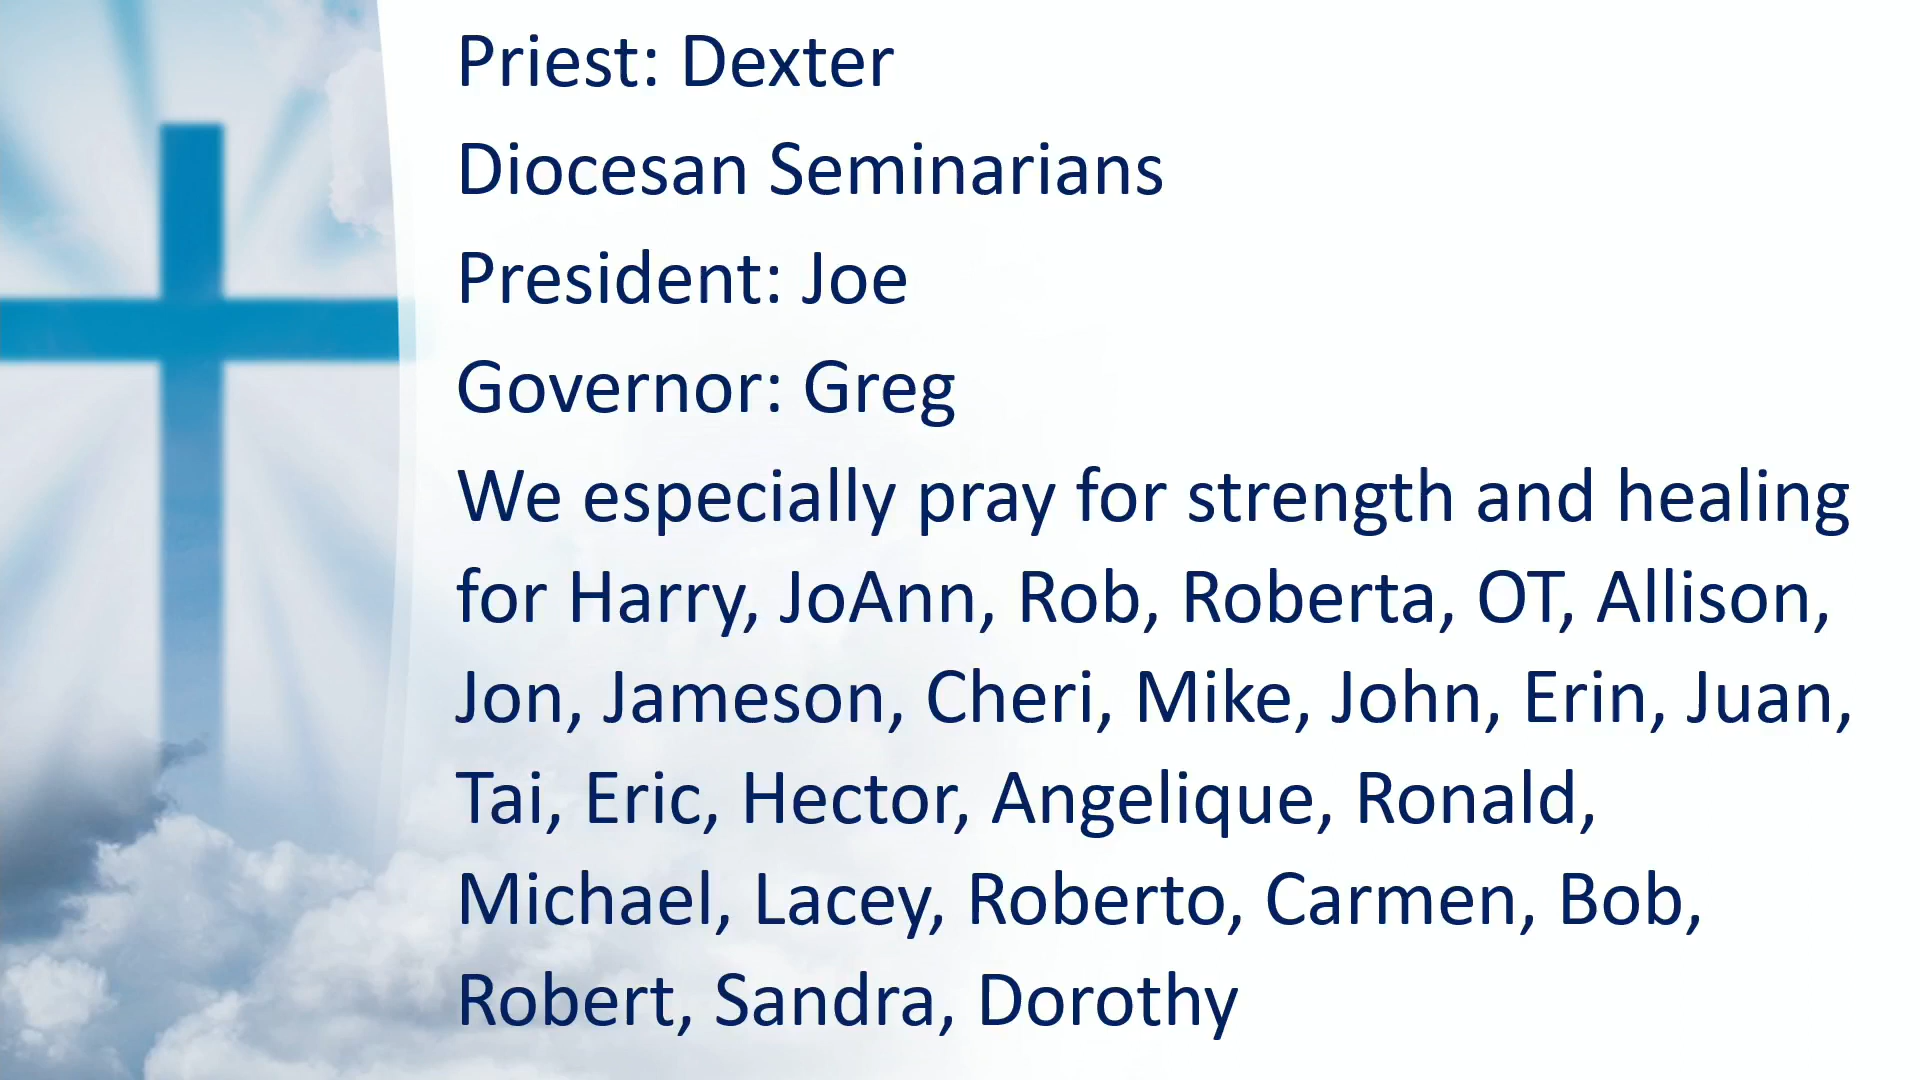 Priest: Dexter
Diocesan Seminarians
President: Joe
Governor: Greg
We especially pray for strength and healing
for Harry, JoAnn, Rob, Roberta, OT, Allison,
Jon, Jameson, Cheri, Mike, John, Erin, Juan,
Tai, Eric, Hector, Angelique, Ronald,
Michael, Lacey, Roberto, Carmen, Bob,
Robert, Sandra, Dorothy